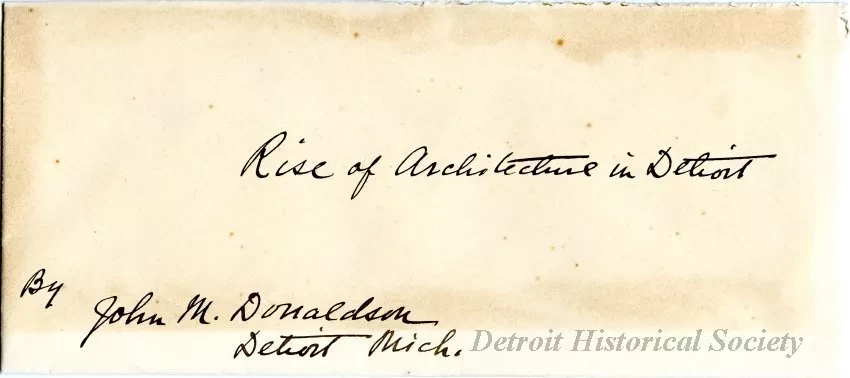 Rise of Architecture in Detroit
By
John M. Donaldson
Detroit Mich.
Detroit Historical Society